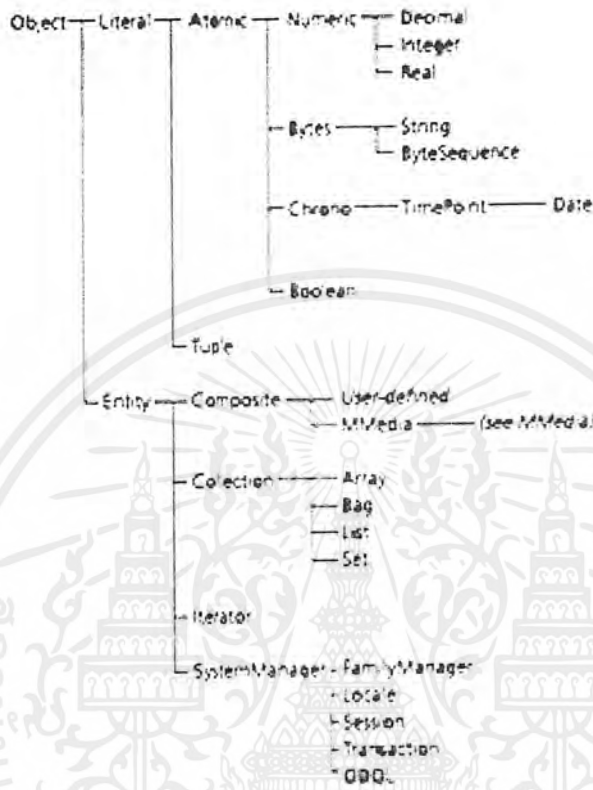 Object Literal Atomic Numeric Decimal
Integer
Real
Bytes String
ByteSequence
Chrono TimePoint Date
Boolean
Tuple
Entity Composite User-defined
MMedia (see MMedia)
Collection Array
Bag
List
Set
Iterator
SystemManager FamilyManager
Locale
Session
Transaction
OQL